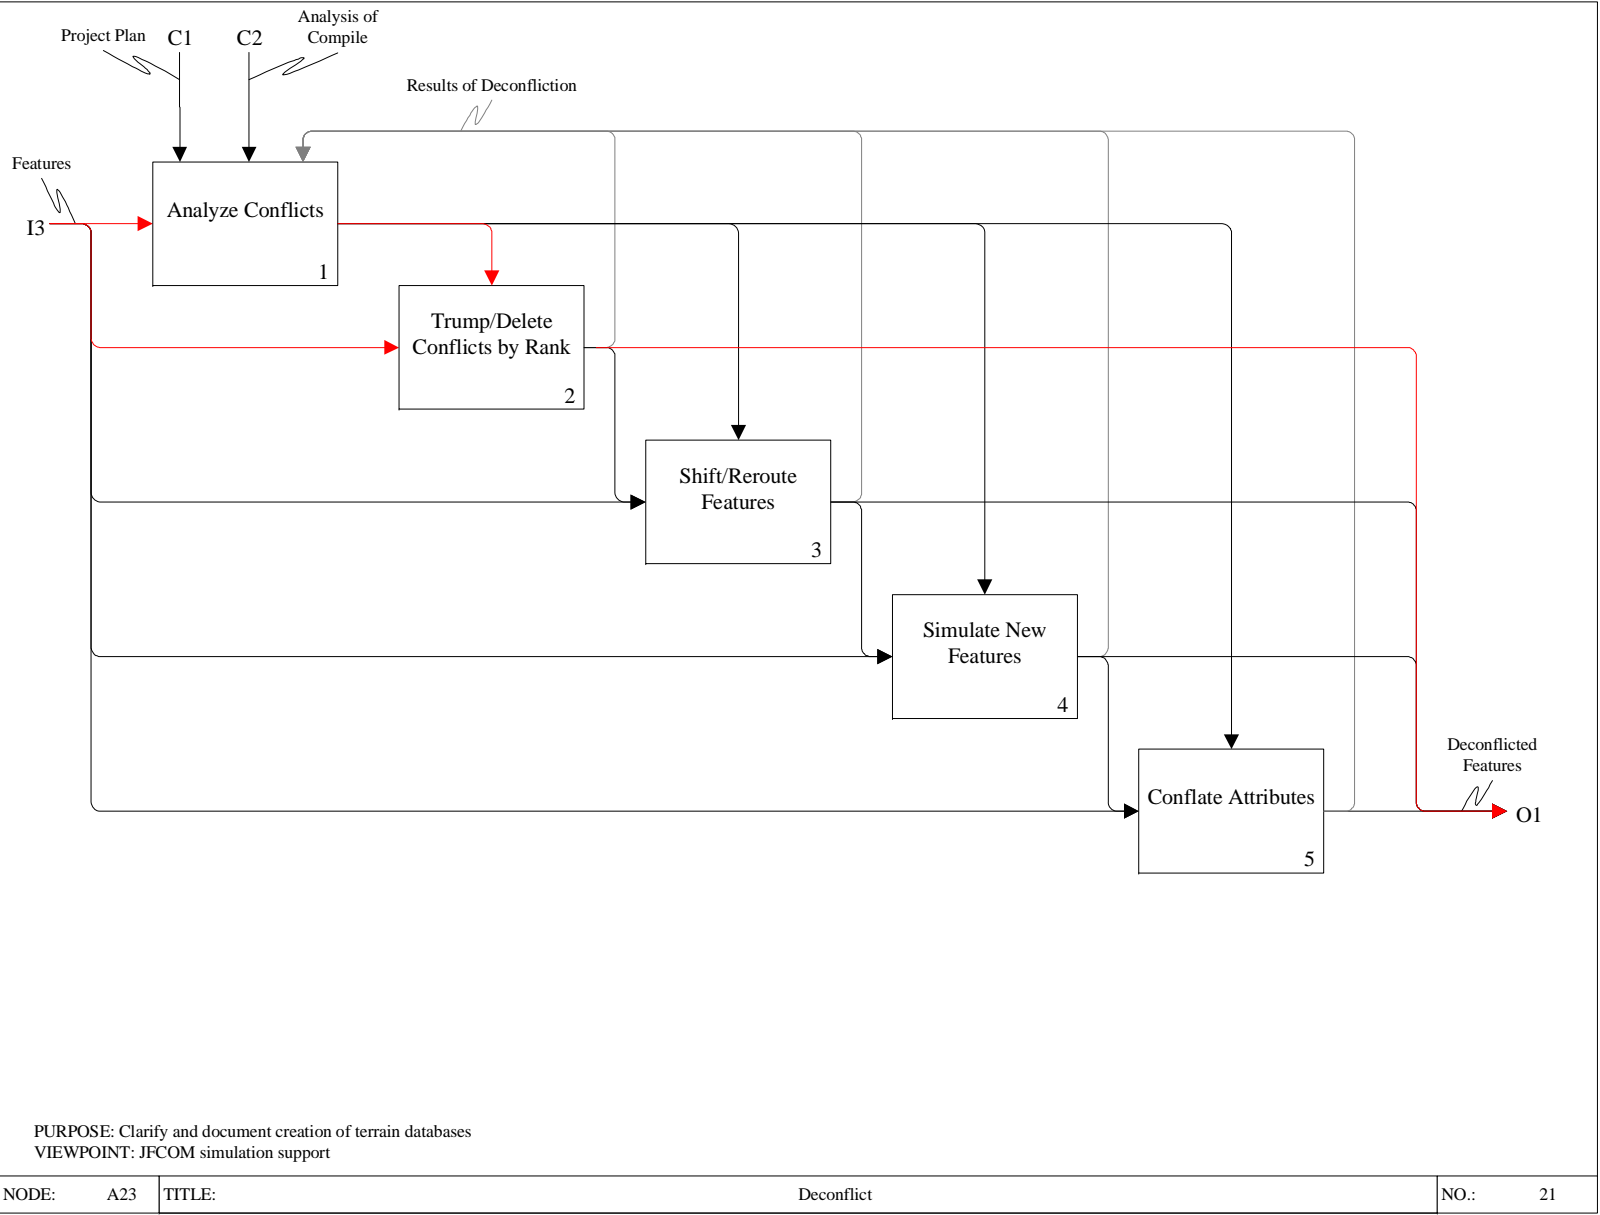 Analysis of
Compile
Project Plan
C1
C2
Results of Deconfliction
Features
I3
Analyze Conflicts
1
Trump/Delete
Conflicts by Rank
2
Shift/Reroute
Features
3
Simulate New
Features
4
Deconflicted
Features
Conflate Attributes
5
O1
PURPOSE: Clarify and document creation of terrain databases
VIEWPOINT: JFCOM simulation support
NODE: A23 TITLE: Deconflict NO.: 21